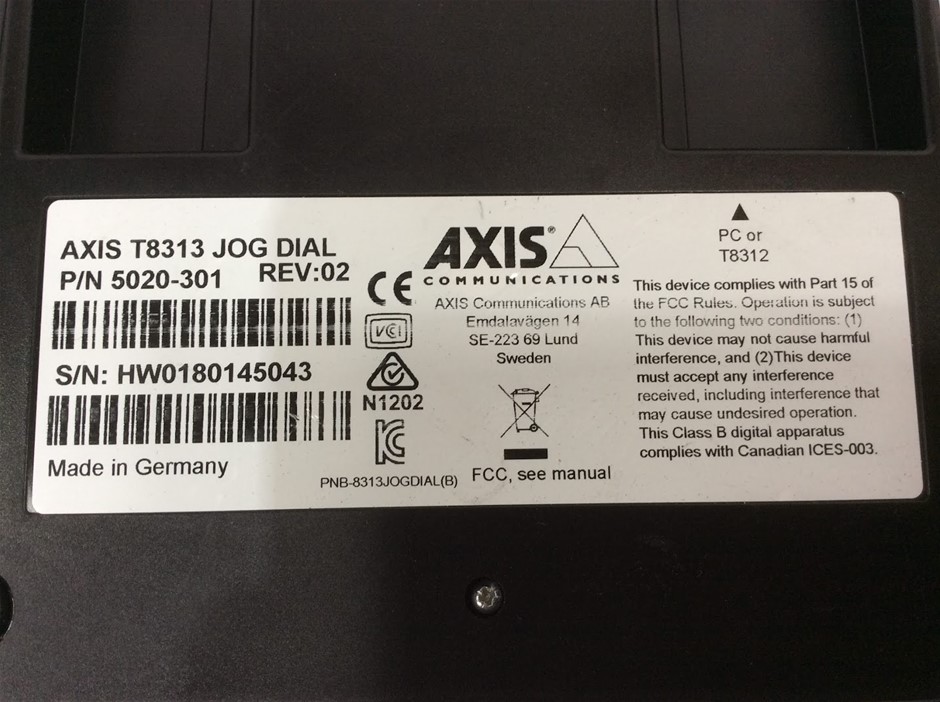 AXIS T8313 JOG DIAL
P/N 5020-301 REV:02
S/N: HW0180145043
Made in Germany
CE
VCI
N1202
PNB-8313JOGDIAL(B)
AXIS®
COMMUNICATIONS
AXIS Communications AB
Emdalavägen 14
SE-223 69 Lund
Sweden
FCC, see manual
PC or
T8312
This device complies with Part 15 of
the FCC Rules. Operation is subject
to the following two conditions: (1)
This device may not cause harmful
interference, and (2)This device
must accept any interference
received, including interference that
may cause undesired operation.
This Class B digital apparatus
complies with Canadian ICES-003.